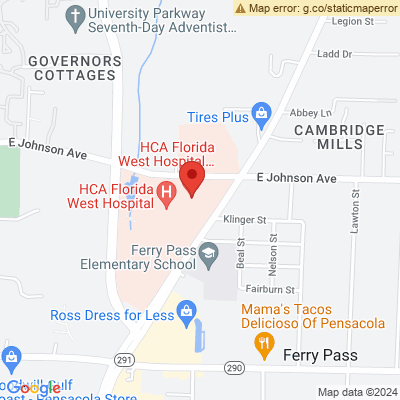 Map error: g.co/staticmaperror
University Parkway
Seventh-Day Adventist...
Legion St
Ladd Dr
GOVERNORS
COTTAGES
Abbey Ln
Tires Plus
CAMBRIDGE
MILLS
E Johnson Ave
HCA Florida
West Hospital...
E Johnson Ave
HCA Florida
West Hospital
H
Lawton St
Klinger St
Beal St
Nelson St
Ferry Pass
Elementary School
Fairburn St
Ross Dress for Less
Mama's Tacos
Delicioso Of Pensacola
291
Ferry Pass
290
Gulf
Coast - Pensacola Store
Google
Map data ©2024